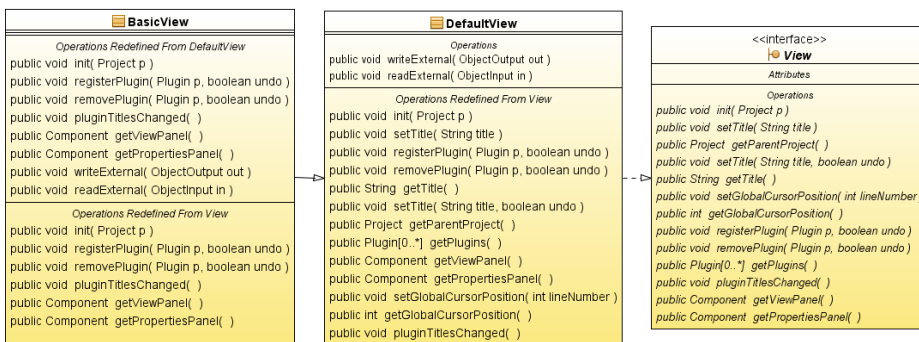 BasicView
Operations Redefined From DefaultView
public void init( Project p )
public void registerPlugin( Plugin p, boolean undo )
public void removePlugin( Plugin p, boolean undo )
public void pluginTitlesChanged( )
public Component getViewPanel( )
public Component getPropertiesPanel( )
public void writeExternal( ObjectOutput out )
public void readExternal( ObjectInput in )
Operations Redefined From View
public void init( Project p )
public void registerPlugin( Plugin p, boolean undo )
public void removePlugin( Plugin p, boolean undo )
public void pluginTitlesChanged( )
public Component getViewPanel( )
public Component getPropertiesPanel( )
DefaultView
Operations
public void writeExternal( ObjectOutput out )
public void readExternal( ObjectInput in )
Operations Redefined From View
public void init( Project p )
public void setTitle( String title )
public void registerPlugin( Plugin p, boolean undo )
public void removePlugin( Plugin p, boolean undo )
public String getTitle( )
public void setTitle( String title, boolean undo )
public Project getParentProject( )
public Plugin[0..*] getPlugins( )
public Component getViewPanel( )
public Component getPropertiesPanel( )
public void setGlobalCursorPosition( int lineNumber )
public int getGlobalCursorPosition( )
public void pluginTitlesChanged( )
<<interface>>
View
Attributes
Operations
public void init( Project p )
public void setTitle( String title )
public Project getParentProject( )
public void setTitle( String title, boolean undo )
public String getTitle( )
public void setGlobalCursorPosition( int lineNumber )
public int getGlobalCursorPosition( )
public void registerPlugin( Plugin p, boolean undo )
public void removePlugin( Plugin p, boolean undo )
public Plugin[0..*] getPlugins( )
public void pluginTitlesChanged( )
public Component getViewPanel( )
public Component getPropertiesPanel( )